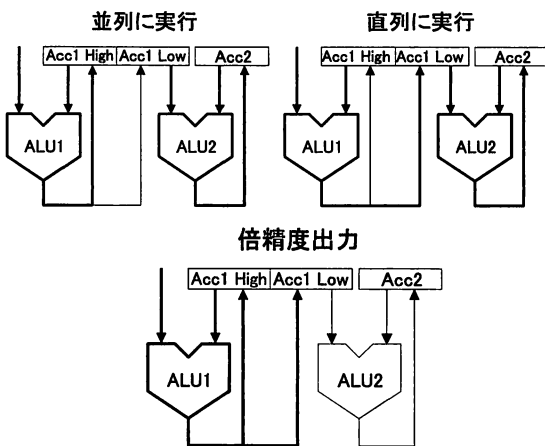 並列に実行
直列に実行
Acc1 High Acc1 Low Acc2
Acc1 High Acc1 Low Acc2
ALU1 ALU2
ALU1 ALU2
倍精度出力
Acc1 High Acc1 Low Acc2
ALU1 ALU2